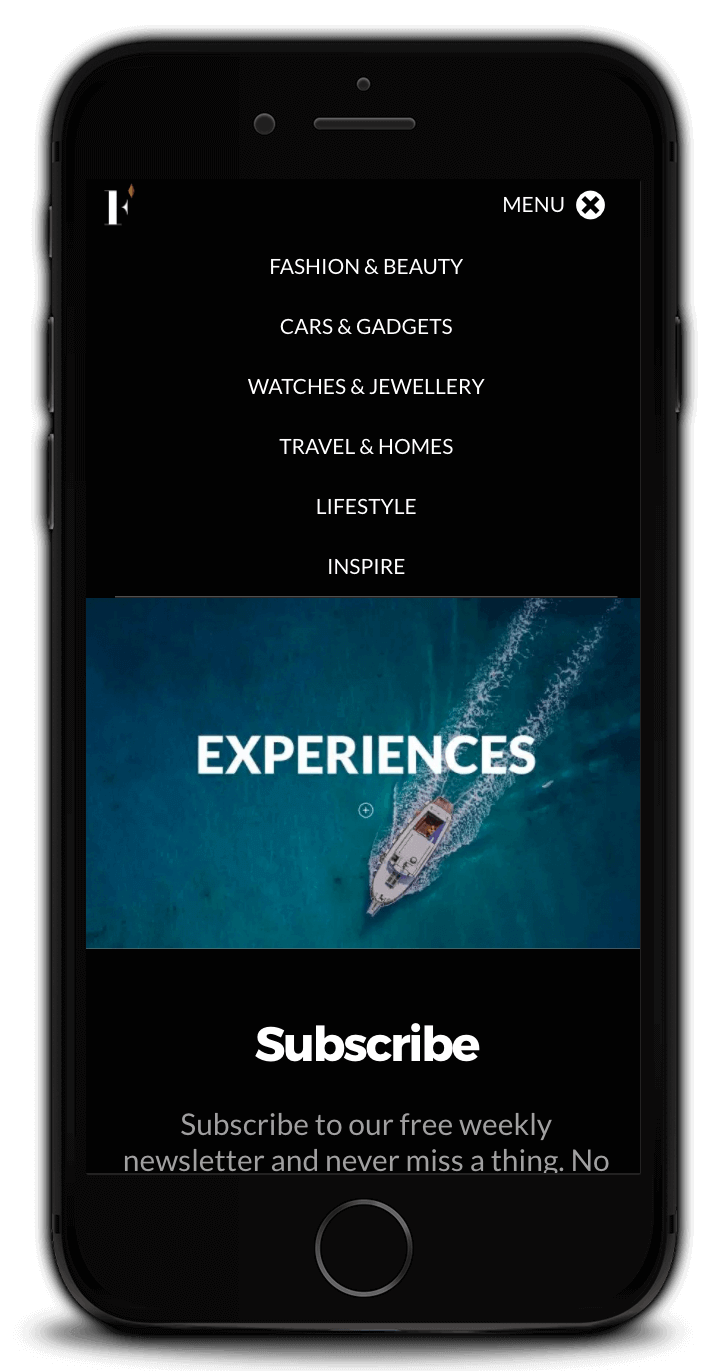 F
MENU
FASHION & BEAUTY
CARS & GADGETS
WATCHES & JEWELLERY
TRAVEL & HOMES
LIFESTYLE
INSPIRE
EXPERIENCES
Subscribe
Subscribe to our free weekly
newsletter and never miss a thing. No